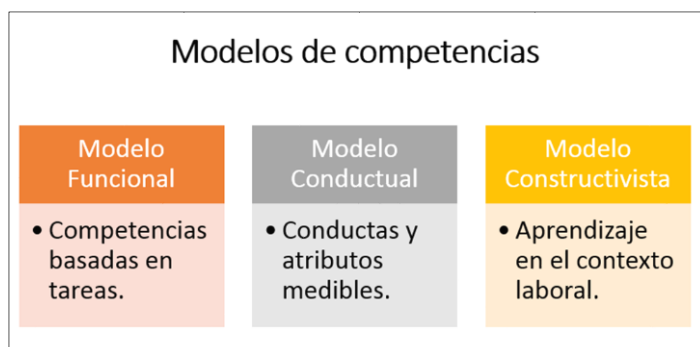 Modelos de competencias
Modelo
Funcional
• Competencias
basadas en
tareas.
Modelo
Conductual
• Conductas y
atributos
medibles.
Modelo
Constructivista
• Aprendizaje
en el contexto
laboral.